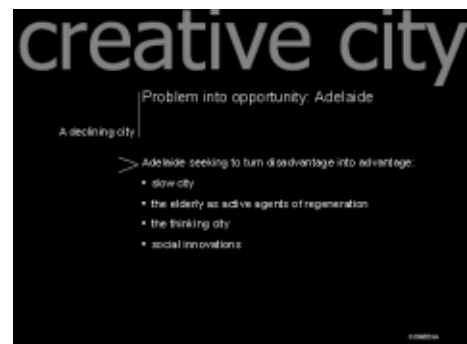 creative city
Problem into opportunity: Adelaide
A declining city
Adelaide seeking to turn disadvantage into advantage:
• slow city
• the elderly as active agents of regeneration
• the thinking city
• social innovations